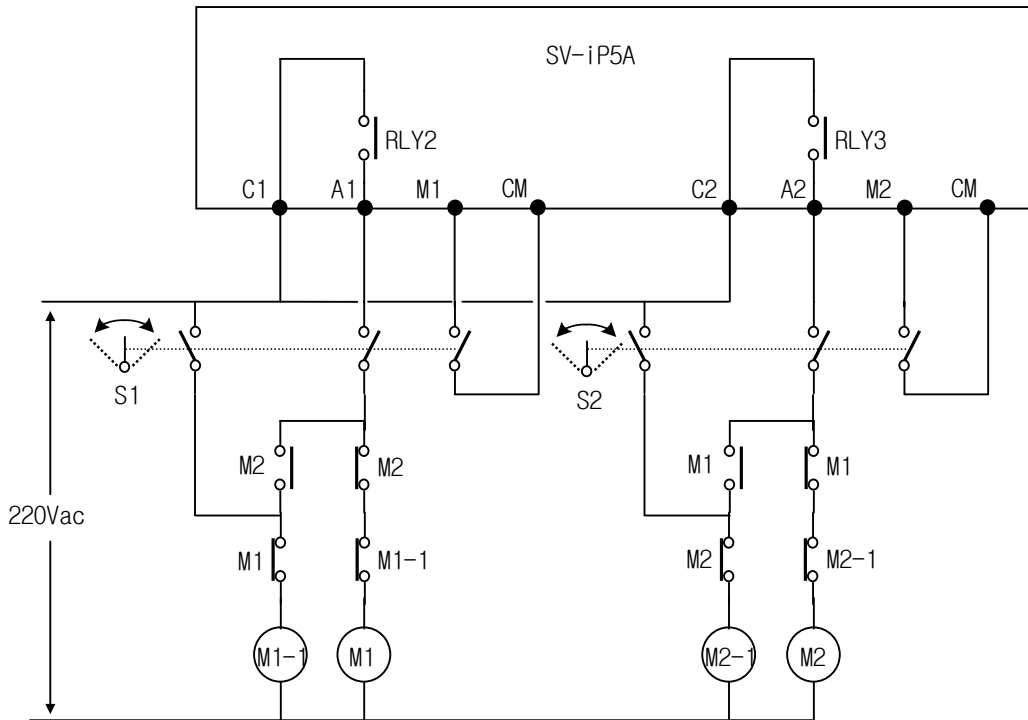 SV-iP5A
RLY2
RLY3
C1
A1
M1
CM
C2
A2
M2
CM
S1
S2
M2
M2
M1
M1
220Vac
M1
M1-1
M2
M2-1
M1-1
M1
M2-1
M2